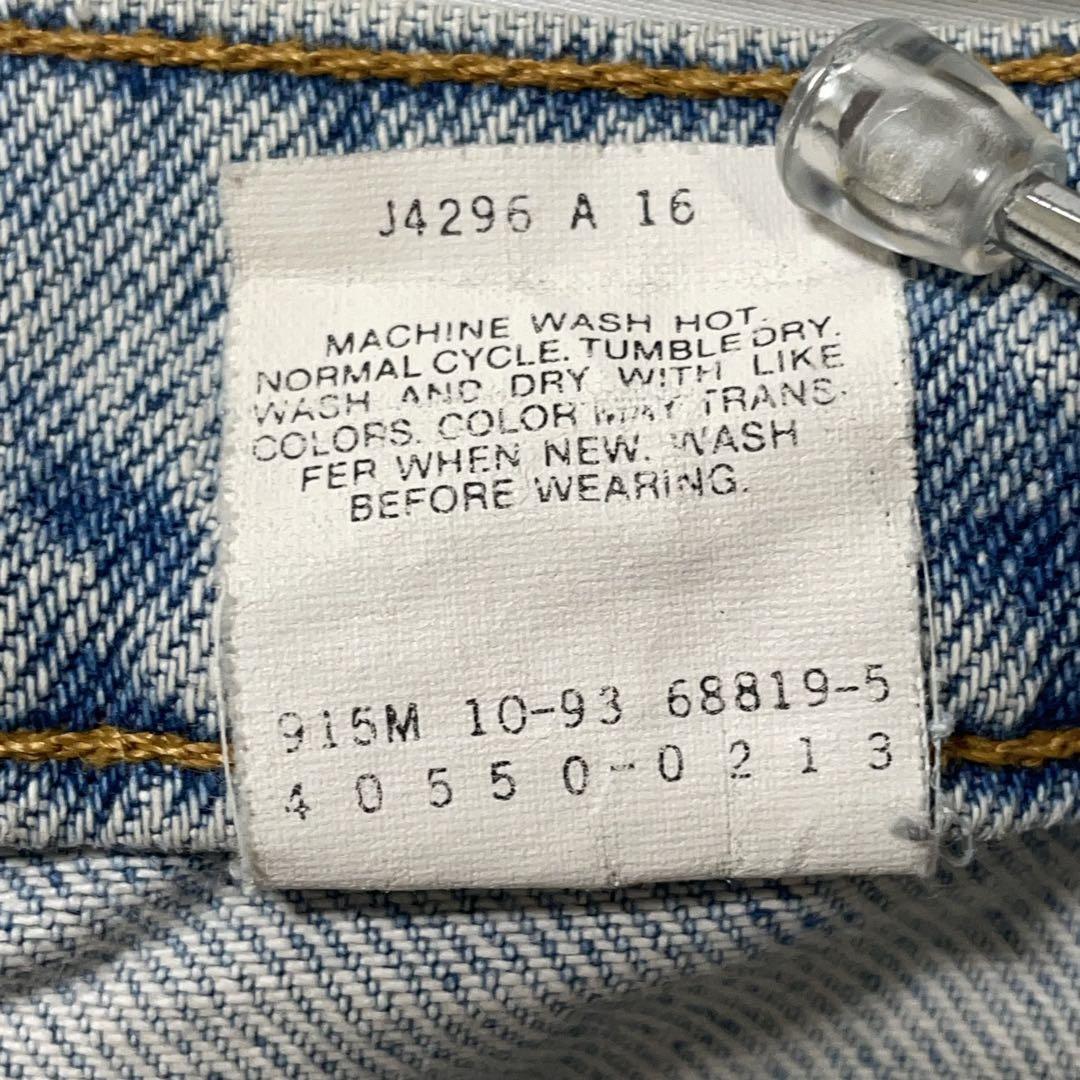 J4296 A 16
MACHINE WASH HOT.
NORMAL CYCLE. TUMBLE DRY.
WASH AND DRY WITH LIKE
COLORS. COLOR MAY TRANS-
FER WHEN NEW. WASH
BEFORE WEARING.
915M 10-93 68819-5
4 0 5 5 0-0 2 1 3